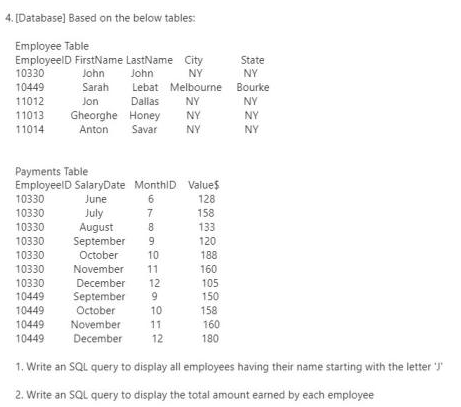 4. [Database] Based on the below tables:
Employee Table
EmployeeID FirstName LastName City State
10330 John John NY NY
10449 Sarah Lebat Melbourne Bourke
11012 Jon Dallas NY NY
11013 Gheorghe Honey NY NY
11014 Anton Savar NY NY
Payments Table
EmployeeID SalaryDate MonthID Value$
10330 June 6 128
10330 July 7 158
10330 August 8 133
10330 September 9 120
10330 October 10 188
10330 November 11 160
10330 December 12 105
10449 September 9 150
10449 October 10 158
10449 November 11 160
10449 December 12 180
1. Write an SQL query to display all employees having their name starting with the letter 'J'
2. Write an SQL query to display the total amount earned by each employee